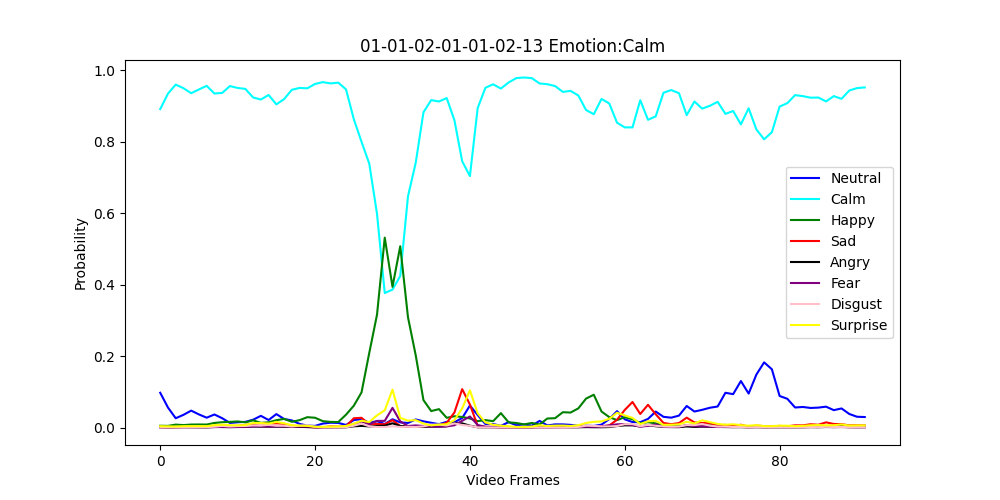 01-01-02-01-01-02-13 Emotion:Calm
1.0
0.8
0.6
0.4
0.2
0.0
Probability
0
20
40
60
80
Video Frames
Neutral
Calm
Happy
Sad
Angry
Fear
Disgust
Surprise